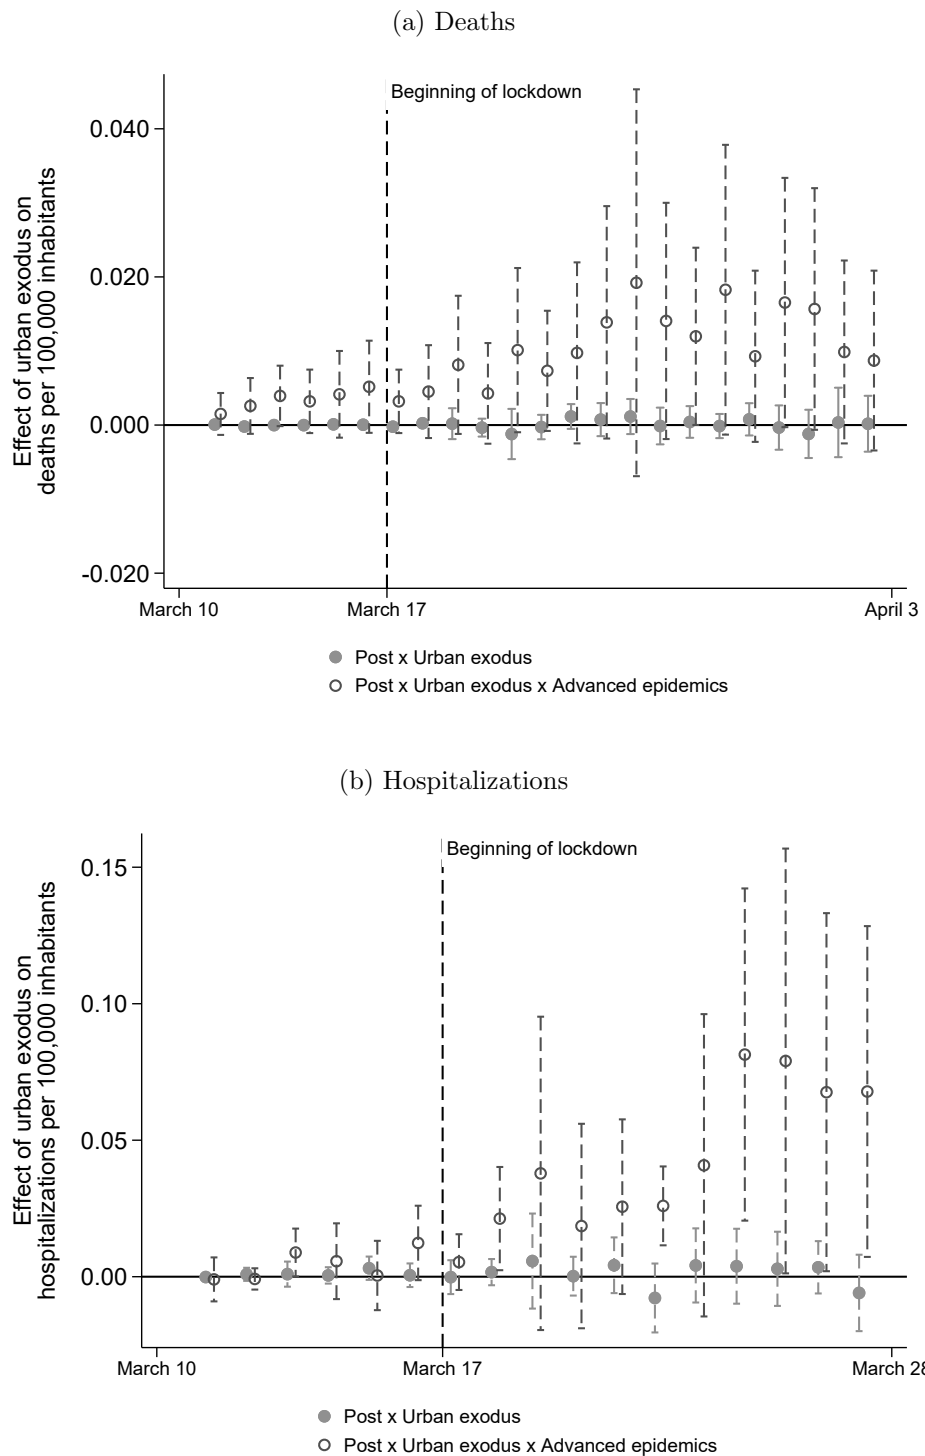 (a) Deaths
Beginning of lockdown
Effect of urban exodus on
deaths per 100,000 inhabitants
0.040
0.020
0.000
-0.020
March 10
March 17
April 3
Post x Urban exodus
Post x Urban exodus x Advanced epidemics
(b) Hospitalizations
Beginning of lockdown
Effect of urban exodus on
hospitalizations per 100,000 inhabitants
0.15
0.10
0.05
0.00
March 10
March 17
March 28
Post x Urban exodus
Post x Urban exodus x Advanced epidemics